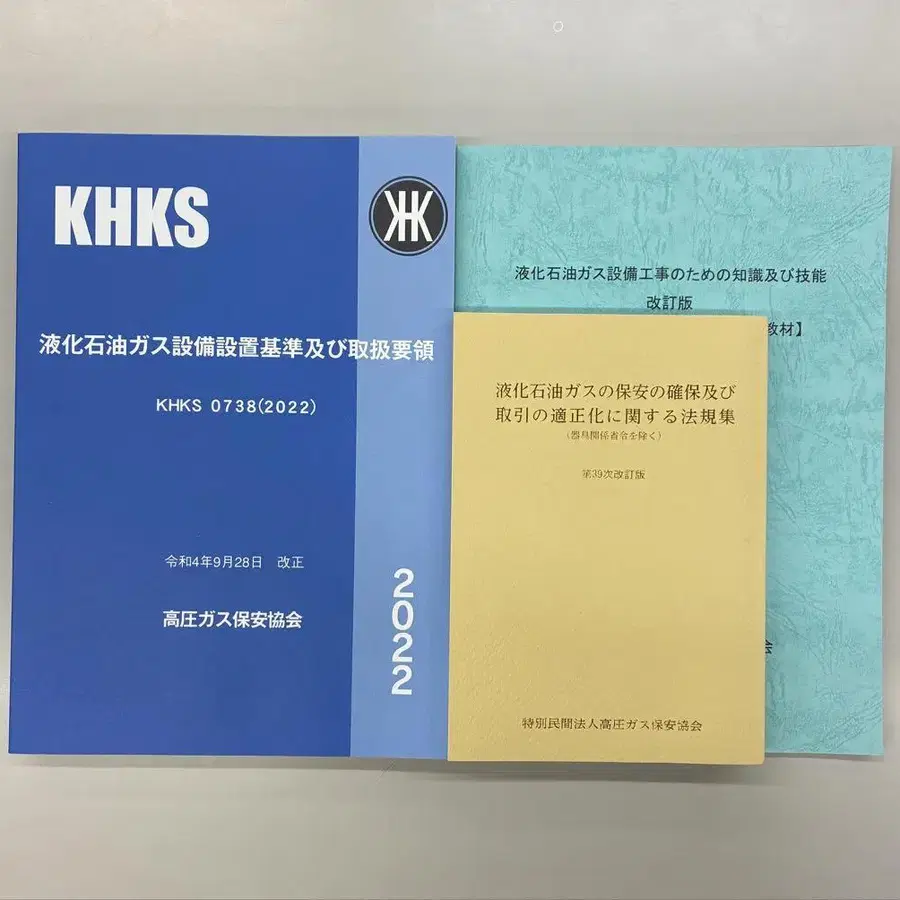 KHKS
KHK
液化石油ガス設備設置基準及び取扱要領
KHKS 0738(2022)
令和4年9月28日 改正
高圧ガス保安協会
2022
液化石油ガス設備工事のための知識及び技能
改訂版
教材】
会
液化石油ガスの保安の確保及び
取引の適正化に関する法規集
(器具関係省令を除く)
第39次改訂版
特別民間法人高圧ガス保安協会